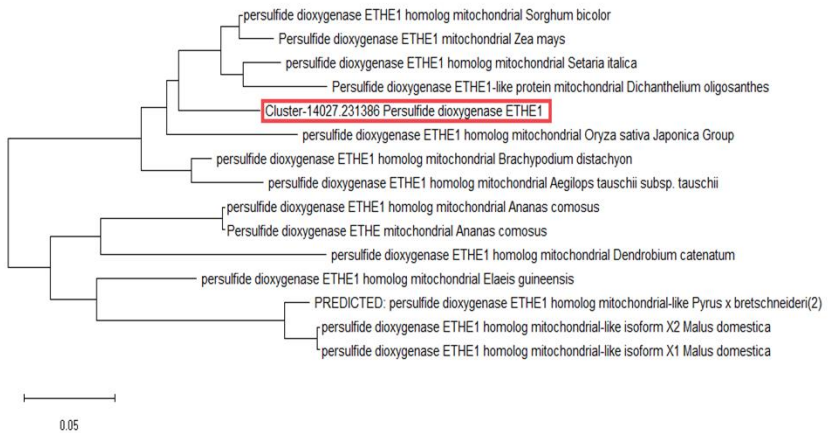 persulfide dioxygenase ETHE1 homolog mitochondrial Sorghum bicolor
Persulfide dioxygenase ETHE1 mitochondrial Zea mays
persulfide dioxygenase ETHE1 homolog mitochondrial Setaria italica
Persulfide dioxygenase ETHE1-like protein mitochondrial Dichanthelium oligosanthes
Cluster-14027.231386 Persulfide dioxygenase ETHE1
persulfide dioxygenase ETHE1 homolog mitochondrial Oryza sativa Japonica Group
persulfide dioxygenase ETHE1 homolog mitochondrial Brachypodium distachyon
persulfide dioxygenase ETHE1 homolog mitochondrial Aegilops tauschii subsp. tauschii
persulfide dioxygenase ETHE1 homolog mitochondrial Ananas comosus
Persulfide dioxygenase ETHE mitochondrial Ananas comosus
persulfide dioxygenase ETHE1 homolog mitochondrial Dendrobium catenatum
persulfide dioxygenase ETHE1 homolog mitochondrial Elaeis guineensis
PREDICTED: persulfide dioxygenase ETHE1 homolog mitochondrial-like Pyrus x bretschneideri(2)
persulfide dioxygenase ETHE1 homolog mitochondrial-like isoform X2 Malus domestica
persulfide dioxygenase ETHE1 homolog mitochondrial-like isoform X1 Malus domestica
0.05